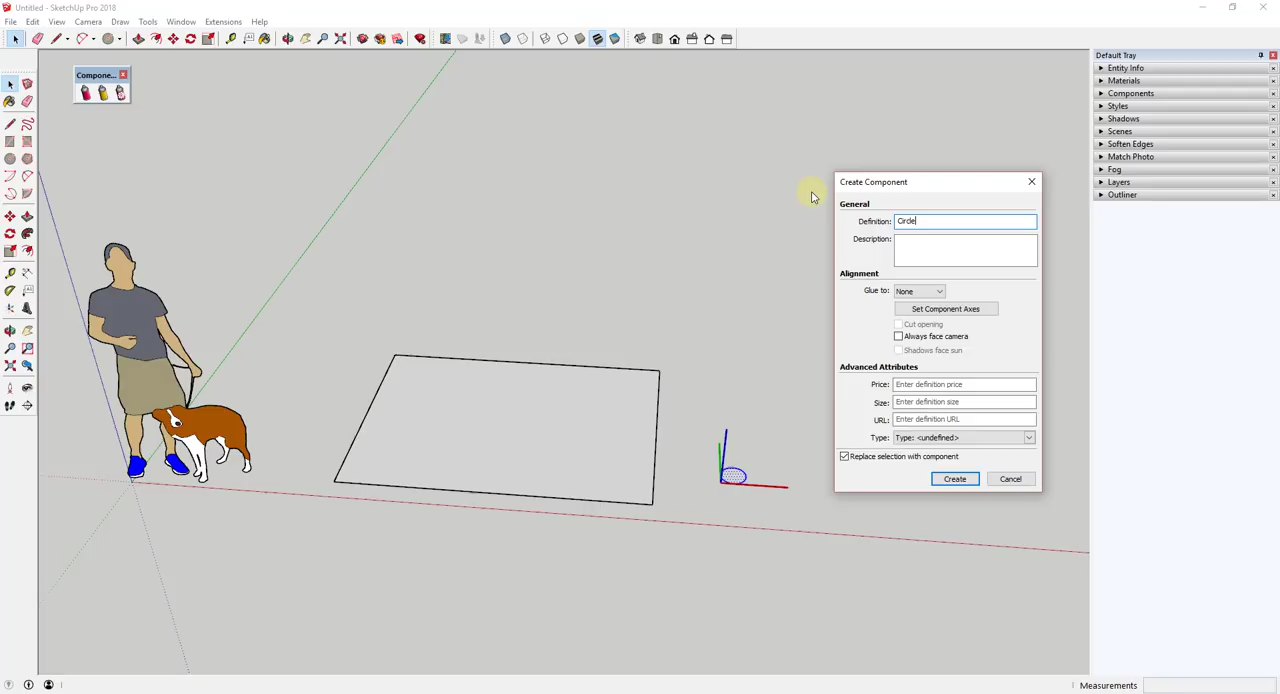 Untitled - SketchUp Pro 2018
File Edit View Camera Draw Tools Window Extensions Help
Compone...
Default Tray
Entity Info
Materials
Components
Styles
Shadows
Scenes
Soften Edges
Match Photo
Fog
Layers
Outliner
Create Component
General
Definition: Circle
Description:
Alignment
Glue to: None
Set Component Axes
Cut opening
Always face camera
Shadows face sun
Advanced Attributes
Price: Enter definition price
Size: Enter definition size
URL: Enter definition URL
Type: Type: <undefined>
Replace selection with component
Create Cancel
Measurements